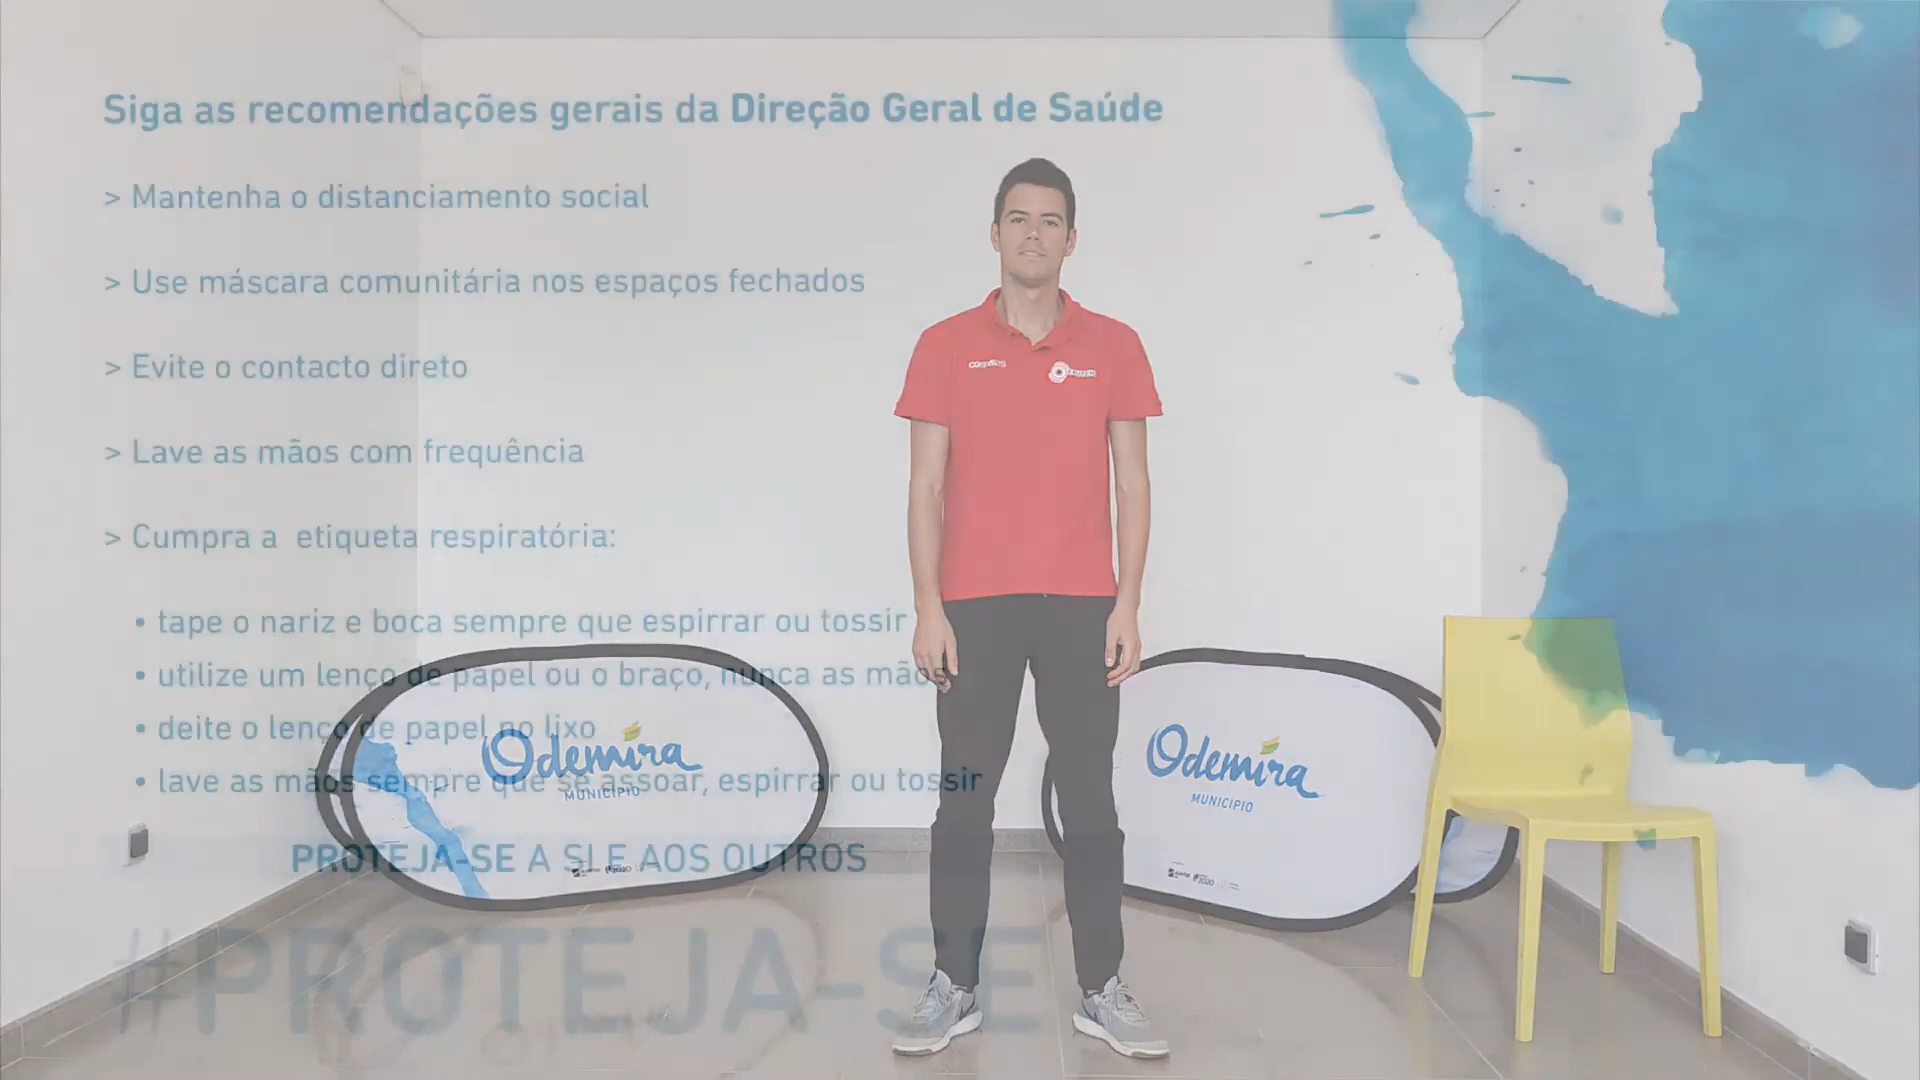 Siga as recomendações gerais da Direção Geral de Saúde
> Mantenha o distanciamento social
> Use máscara comunitária nos espaços fechados
> Evite o contacto direto
> Lave as mãos com frequência
> Cumpra a etiqueta respiratória:
• tape o nariz e boca sempre que espirrar ou tossir
• utilize um lenço de papel ou o braço, nunca as mãos
• deite o lenço de papel no lixo
• lave as mãos sempre que se assoar, espirrar ou tossir
PROTEJA-SE A SI E AOS OUTROS
#PROTEJA-SE
Odemira
MUNICÍPIO
Odemira
MUNICÍPIO
2020
2020